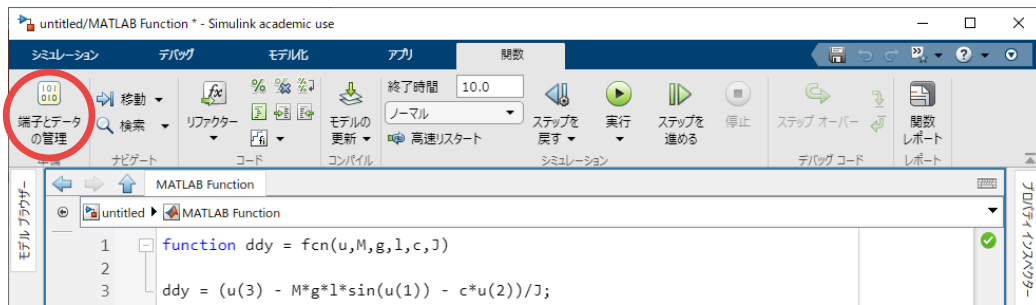 untitled/MATLAB Function * - Simulink academic use
シミュレーション デバッグ モデル化 アプリ 関数
端子とデータ
の管理
準備
移動
検索
ナビゲート
リファクター
コード
モデルの
更新
コンパイル
終了時間 10.0
ノーマル
高速リスタート
ステップを
戻す
実行
ステップを
進める
停止
シミュレーション
ステップ オーバー
デバッグ コード
関数
レポート
レポート
モデル ブラウザー
MATLAB Function
untitled MATLAB Function
1 function ddy = fcn(u,M,g,l,c,J)
2
3 ddy = (u(3) - M*g*l*sin(u(1)) - c*u(2))/J;
プロパティ インスペクター